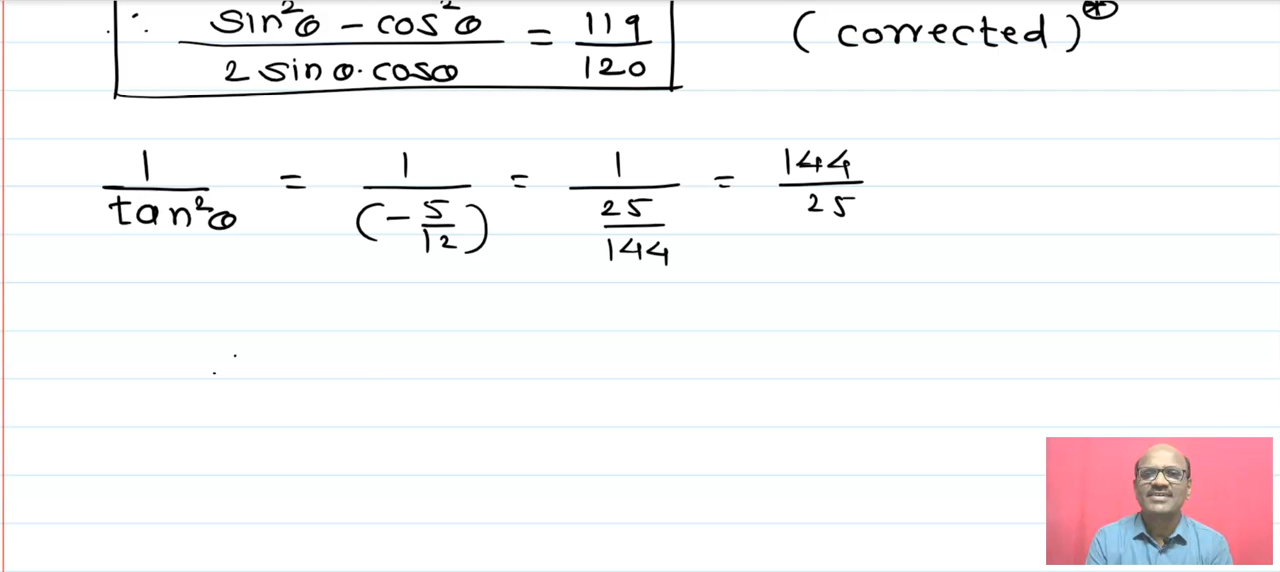 ∴ sin²θ - cos²θ / 2 sinθ·cosθ = 119/120 (corrected)⊛
1/tan²θ = 1/(-5/12) = 1/(25/144) = 144/25